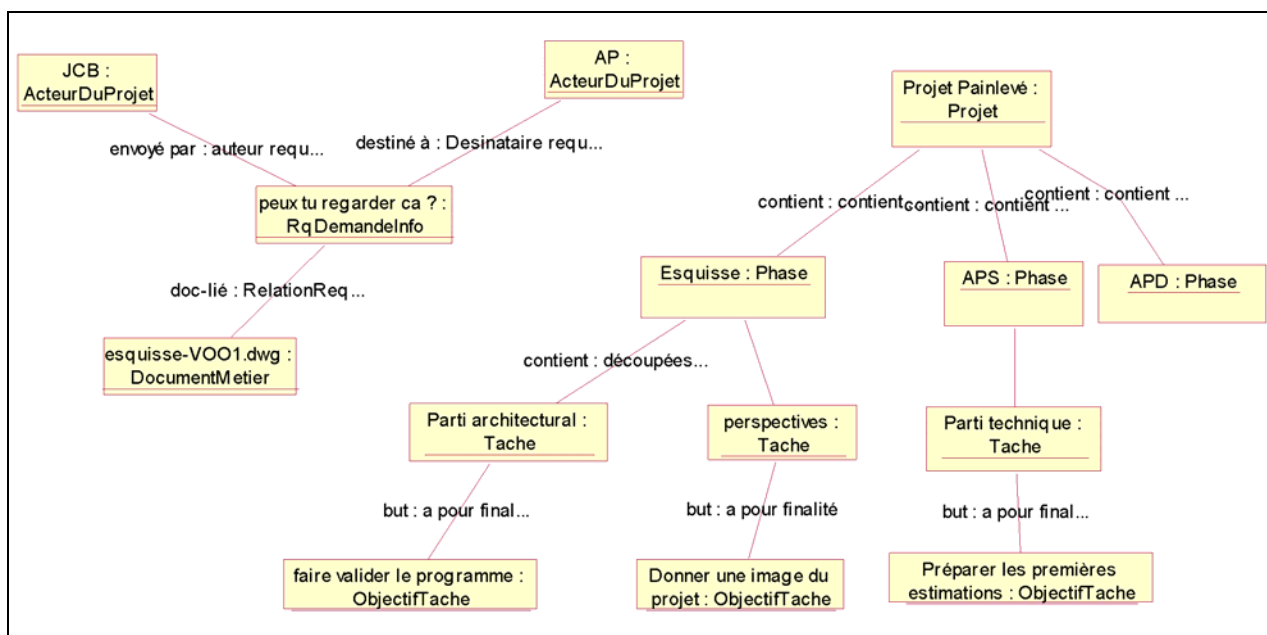 JCB :
ActeurDuProjet
AP :
ActeurDuProjet
Projet Painlevé :
Projet
envoyé par : auteur requ...
destiné à : Desinataire requ...
peux tu regarder ca ? :
RqDemandeInfo
contient : contient ...
contient : contient ...
contient : contient ...
Esquisse : Phase
APS : Phase
APD : Phase
doc-lié : RelationReq...
esquisse-VOO1.dwg :
DocumentMetier
contient : découpées...
Parti architectural :
Tache
perspectives :
Tache
Parti technique :
Tache
but : a pour final...
but : a pour finalité
but : a pour final...
faire valider le programme :
ObjectifTache
Donner une image du
projet : ObjectifTache
Préparer les premières
estimations : ObjectifTache